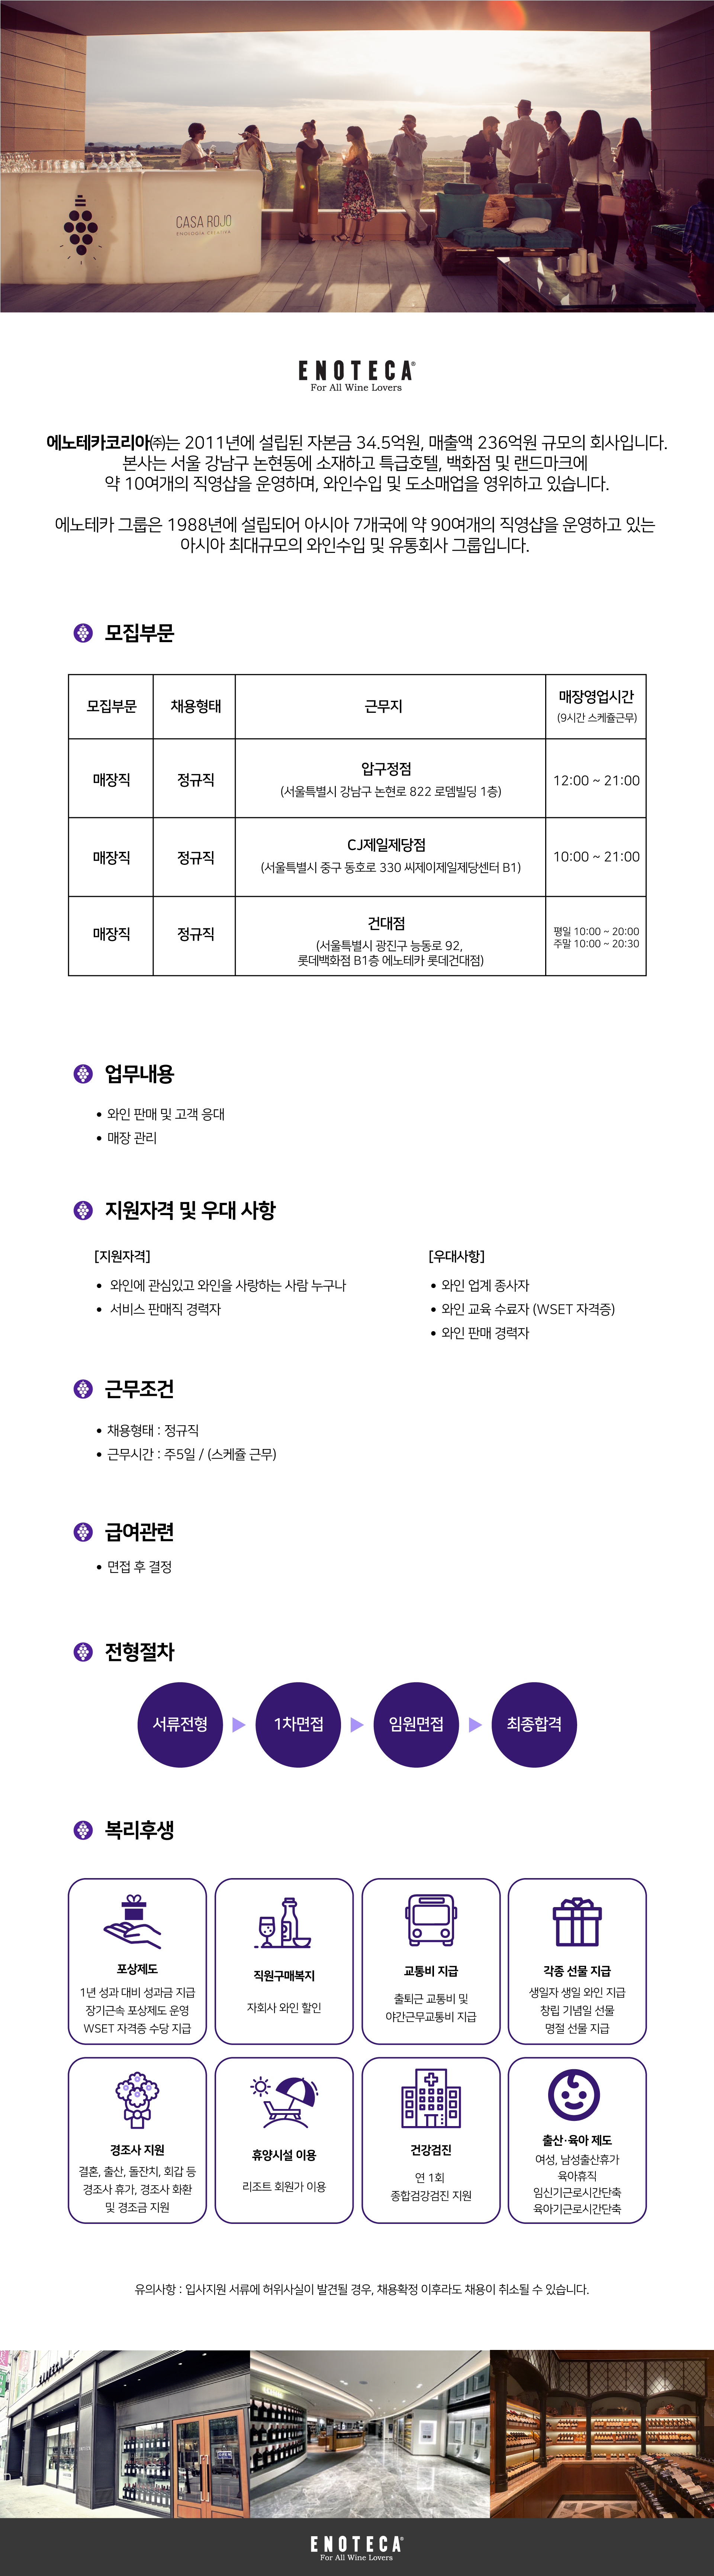 CASA ROJO
ENOLOGÍA CREATIVA
ENOTECA®
For All Wine Lovers
에노테카코리아㈜는 2011년에 설립된 자본금 34.5억원, 매출액 236억원 규모의 회사입니다.
본사는 서울 강남구 논현동에 소재하고 특급호텔, 백화점 및 랜드마크에
약 10여개의 직영샵을 운영하며, 와인수입 및 도소매업을 영위하고 있습니다.
에노테카 그룹은 1988년에 설립되어 아시아 7개국에 약 90여개의 직영샵을 운영하고 있는
아시아 최대규모의 와인수입 및 유통회사 그룹입니다.
모집부문
모집부문 채용형태 근무지 매장영업시간
(9시간 스케쥴근무)
매장직 정규직 압구정점 12:00 ~ 21:00
(서울특별시 강남구 논현로 822 로뎀빌딩 1층)
매장직 정규직 CJ제일제당점 10:00 ~ 21:00
(서울특별시 중구 동호로 330 씨제이제일제당센터 B1)
매장직 정규직 건대점 평일 10:00 ~ 20:00
(서울특별시 광진구 능동로 92, 주말 10:00 ~ 20:30
롯데백화점 B1층 에노테카 롯데건대점)
업무내용
• 와인 판매 및 고객 응대
• 매장 관리
지원자격 및 우대 사항
[지원자격]
• 와인에 관심있고 와인을 사랑하는 사람 누구나
• 서비스 판매직 경력자
[우대사항]
• 와인 업계 종사자
• 와인 교육 수료자 (WSET 자격증)
• 와인 판매 경력자
근무조건
• 채용형태 : 정규직
• 근무시간 : 주5일 / (스케쥴 근무)
급여관련
• 면접 후 결정
전형절차
서류전형 ▶ 1차면접 ▶ 임원면접 ▶ 최종합격
복리후생
포상제도
1년 성과 대비 성과금 지급
장기근속 포상제도 운영
WSET 자격증 수당 지급
직원구매복지
자회사 와인 할인
교통비 지급
출퇴근 교통비 및
야간근무교통비 지급
각종 선물 지급
생일자 생일 와인 지급
창립 기념일 선물
명절 선물 지급
경조사 지원
결혼, 출산, 돌잔치, 회갑 등
경조사 휴가, 경조사 화환
및 경조금 지원
휴양시설 이용
리조트 회원가 이용
건강검진
연 1회
종합검강검진 지원
출산·육아 제도
여성, 남성출산휴가
육아휴직
임신기근로시간단축
육아기근로시간단축
유의사항 : 입사지원 서류에 허위사실이 발견될 경우, 채용확정 이후라도 채용이 취소될 수 있습니다.
ENOTECA®
For All Wine Lovers